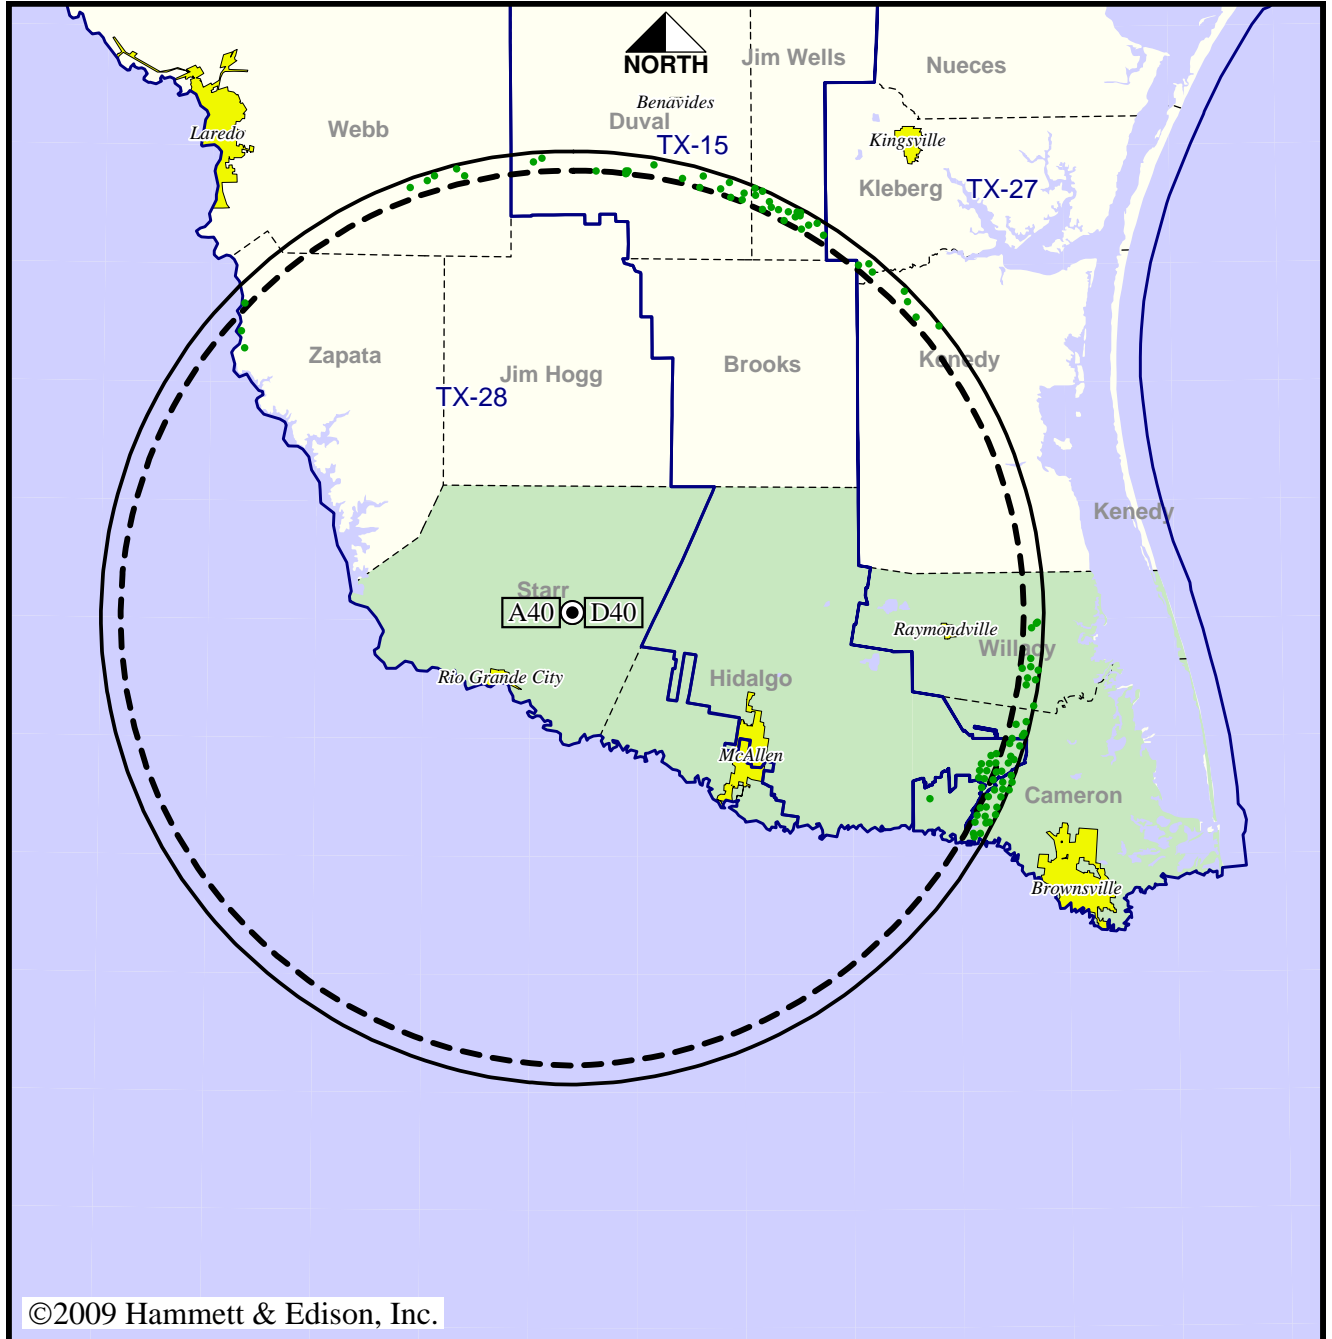 NORTH
Jim Wells
Nueces
Benavides
Duval
Webb
Laredo
TX-15
Kingsville
Kleberg
TX-27
Zapata
Jim Hogg
Brooks
Kenedy
TX-28
Kenedy
Starr
A40
D40
Raymondville
Willacy
Rio Grande City
Hidalgo
McAllen
Cameron
Brownsville
©2009 Hammett & Edison, Inc.